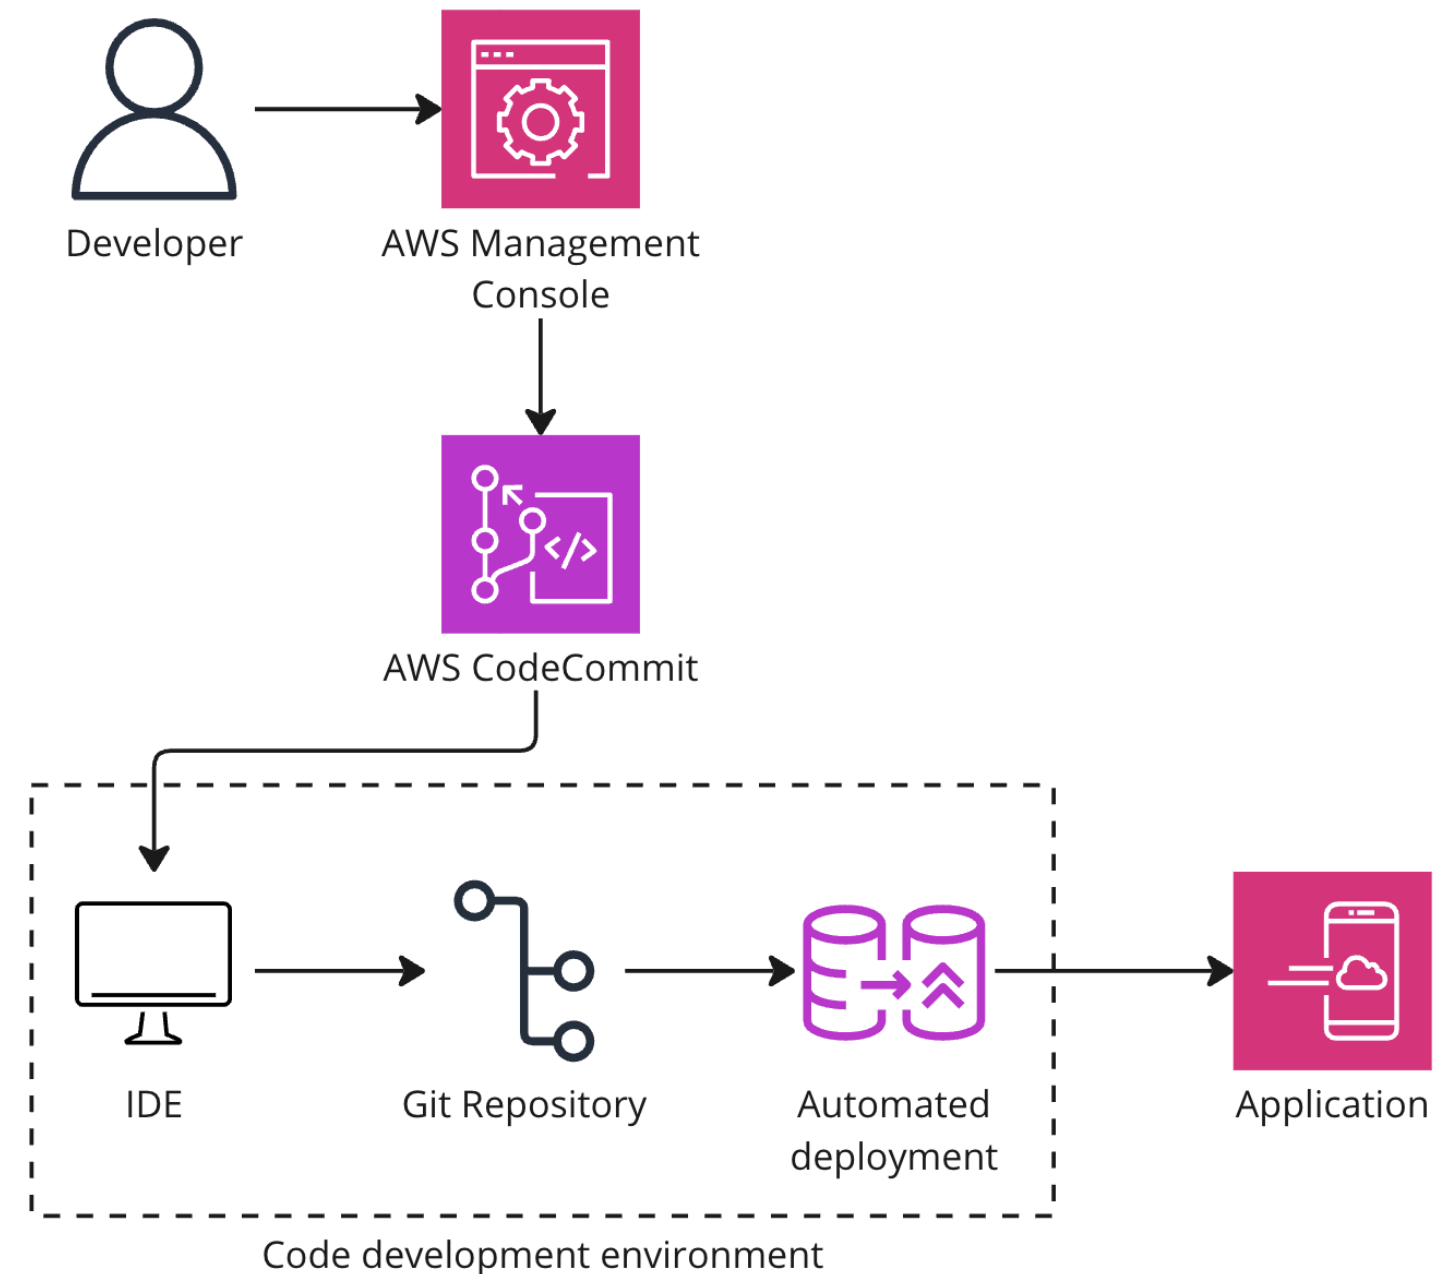 Developer
AWS Management
Console
</>
AWS CodeCommit
IDE
Git Repository
Automated
deployment
Application
Code development environment